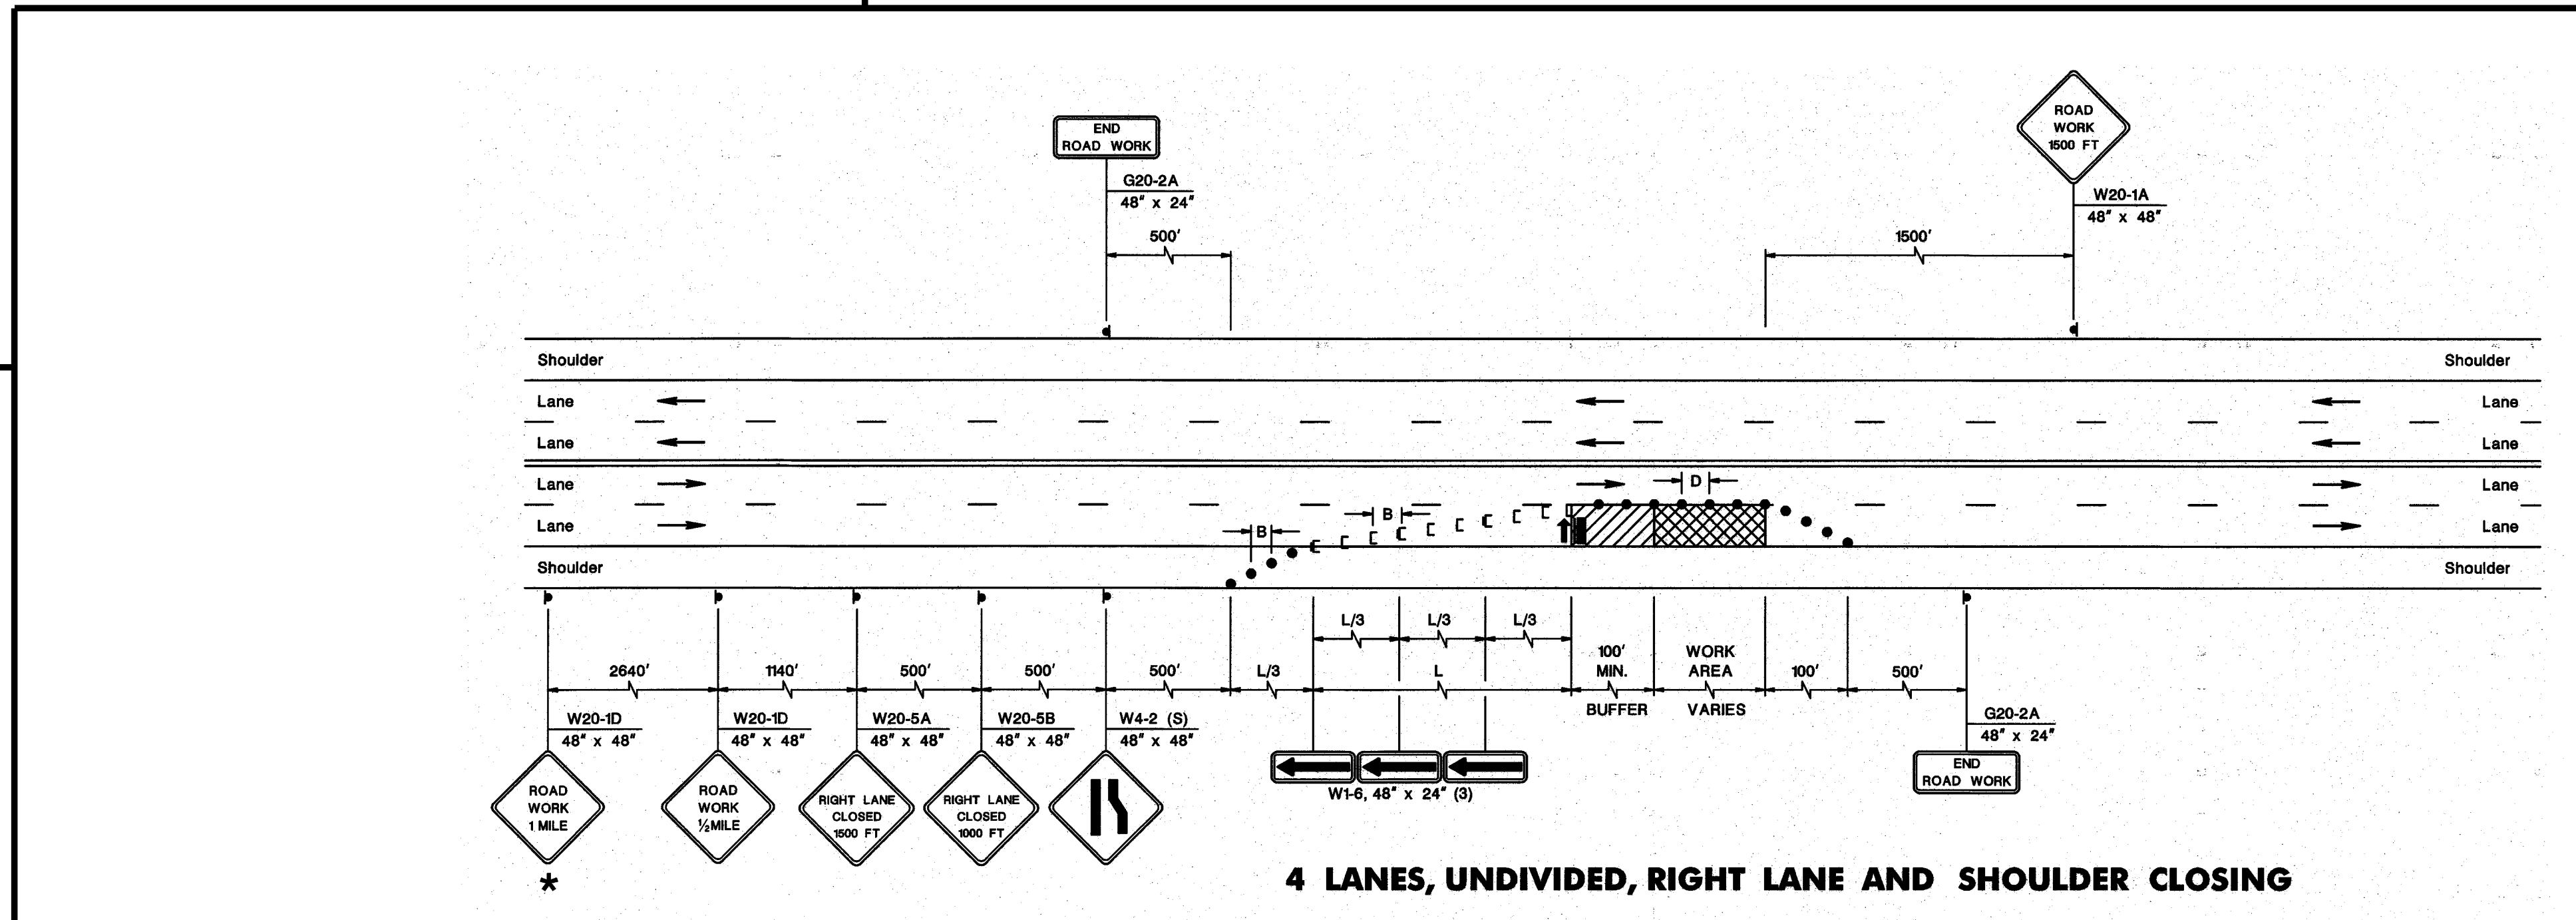 END
ROAD WORK
G20-2A
48" x 24"
500'
ROAD
WORK
1500 FT
W20-1A
48" x 48"
1500'
Shoulder
Shoulder
Lane
Lane
Lane
Lane
Lane
D
Lane
Lane
B
B
Lane
Shoulder
Shoulder
L/3
L/3
L/3
2640'
1140'
500'
500'
500'
L/3
L
100'
MIN.
BUFFER
WORK
AREA
VARIES
100'
500'
W20-1D
48" x 48"
W20-1D
48" x 48"
W20-5A
48" x 48"
W20-5B
48" x 48"
W4-2 (S)
48" x 48"
G20-2A
48" x 24"
ROAD
WORK
1 MILE
*
ROAD
WORK
½ MILE
RIGHT LANE
CLOSED
1500 FT
RIGHT LANE
CLOSED
1000 FT
W1-6, 48" x 24" (3)
END
ROAD WORK
4 LANES, UNDIVIDED, RIGHT LANE AND SHOULDER CLOSING